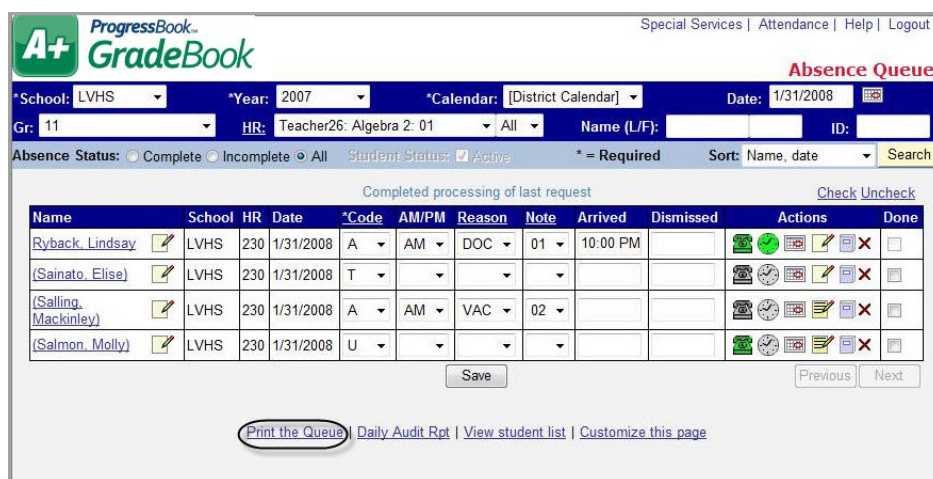 Special Services | Attendance | Help | Logout
A+ ProgressBook™
GradeBook
Absence Queue
*School: LVHS *Year: 2007 *Calendar: [District Calendar] Date: 1/31/2008
Gr: 11 HR: Teacher26: Algebra 2: 01 All Name (L/F): ID:
Absence Status: Complete Incomplete All Student Status: Active * = Required Sort: Name, date Search
Completed processing of last request Check Uncheck
Name School HR Date *Code AM/PM Reason Note Arrived Dismissed Actions Done
Ryback, Lindsay LVHS 230 1/31/2008 A AM DOC 01 10:00 PM
(Sainato, Elise) LVHS 230 1/31/2008 T
(Salling,
Mackinley) LVHS 230 1/31/2008 A AM VAC 02
(Salmon, Molly) LVHS 230 1/31/2008 U
Save Previous Next
Print the Queue | Daily Audit Rpt | View student list | Customize this page